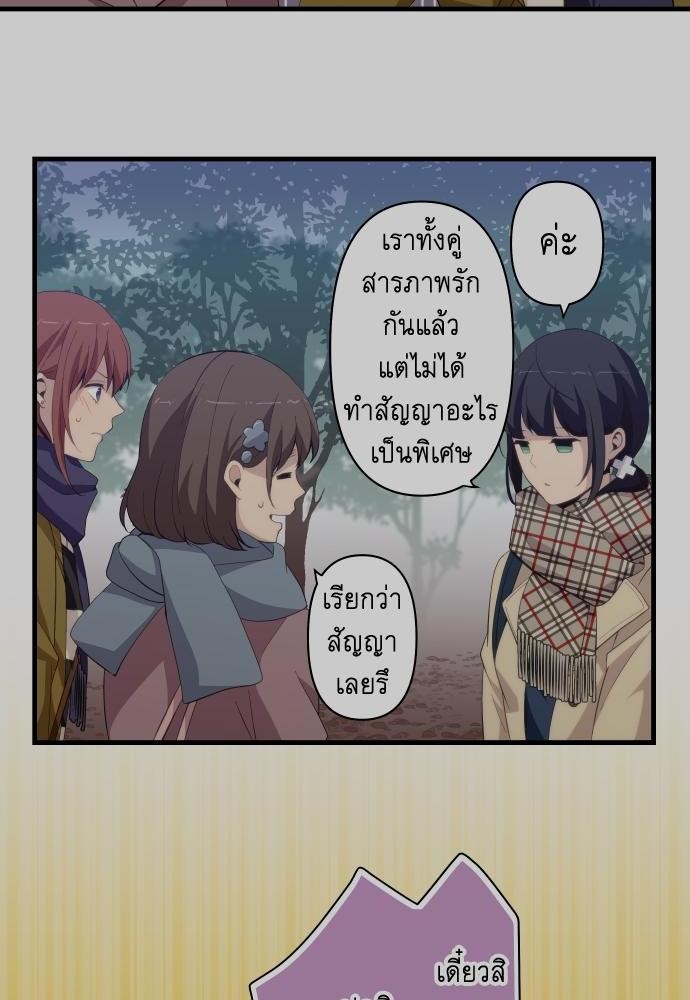 ค่ะ
เราทั้งคู่
สารภาพรัก
กันแล้ว
แต่ไม่ได้
ทำสัญญาอะไร
เป็นพิเศษ
เรียกว่า
สัญญา
เลยรึ
เดี๋ยวสิ